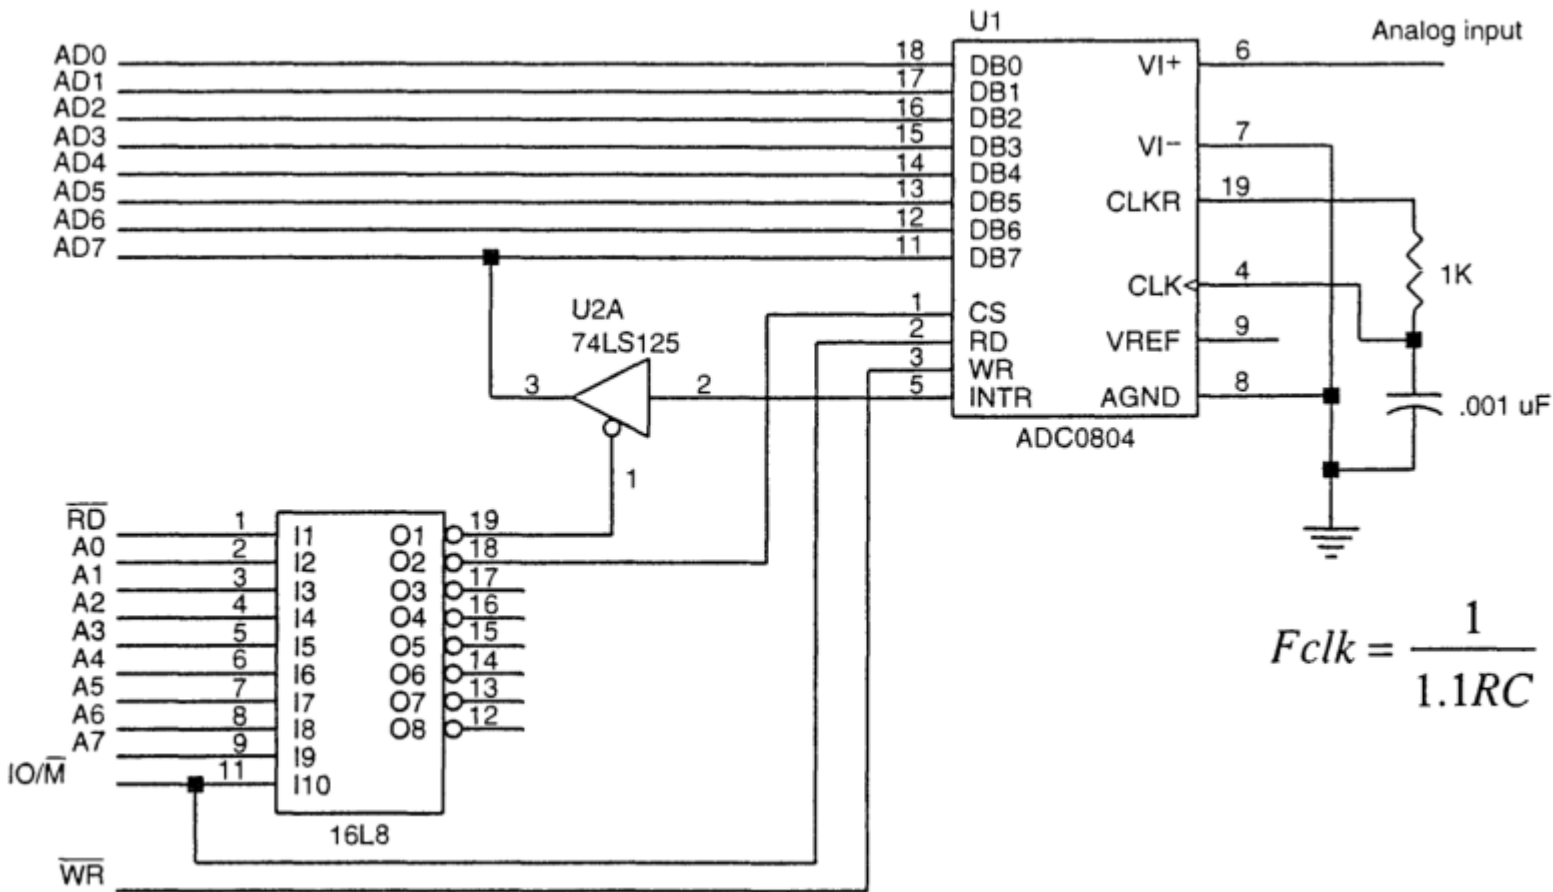 U1
Analog input
AD0
AD1
AD2
AD3
AD4
AD5
AD6
AD7
18
17
16
15
14
13
12
11
DB0
DB1
DB2
DB3
DB4
DB5
DB6
DB7
VI+
6
VI-
7
CLKR
19
CLK
4
VREF
9
AGND
8
1K
.001 uF
1
CS
2
RD
3
WR
5
INTR
ADC0804
U2A
74LS125
3
2
1
R̅D̅
A0
A1
A2
A3
A4
A5
A6
A7
IO/M̅
1
2
3
4
5
6
7
8
9
11
I1
I2
I3
I4
I5
I6
I7
I8
I9
I10
O1
O2
O3
O4
O5
O6
O7
O8
19
18
17
16
15
14
13
12
16L8
W̅R̅
Fclk = 1 / 1.1RC